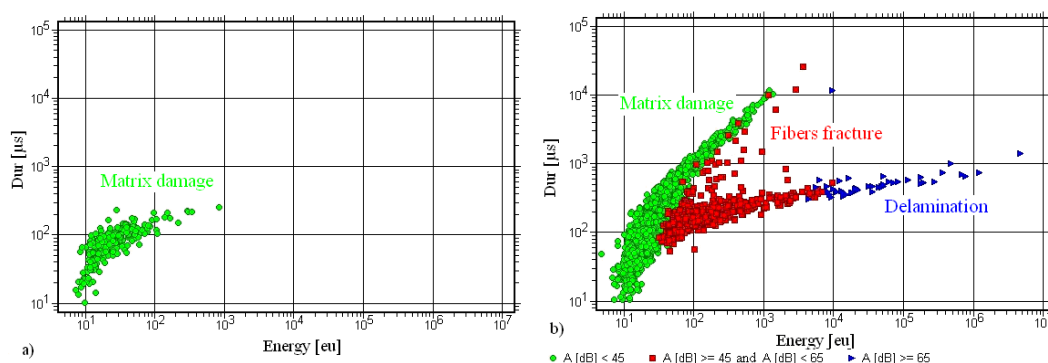 Dur [µs]
10^5
10^4
10^3
10^2
10^1
Matrix damage
10^1 10^2 10^3 10^4 10^5 10^6 10^7
Energy [eu]
a)
Dur [µs]
10^5
10^4
10^3
10^2
10^1
Matrix damage
Fibers fracture
Delamination
10^1 10^2 10^3 10^4 10^5 10^6 10
Energy [eu]
b)
A [dB] < 45 A [dB] >= 45 and A [dB] < 65 A [dB] >= 65